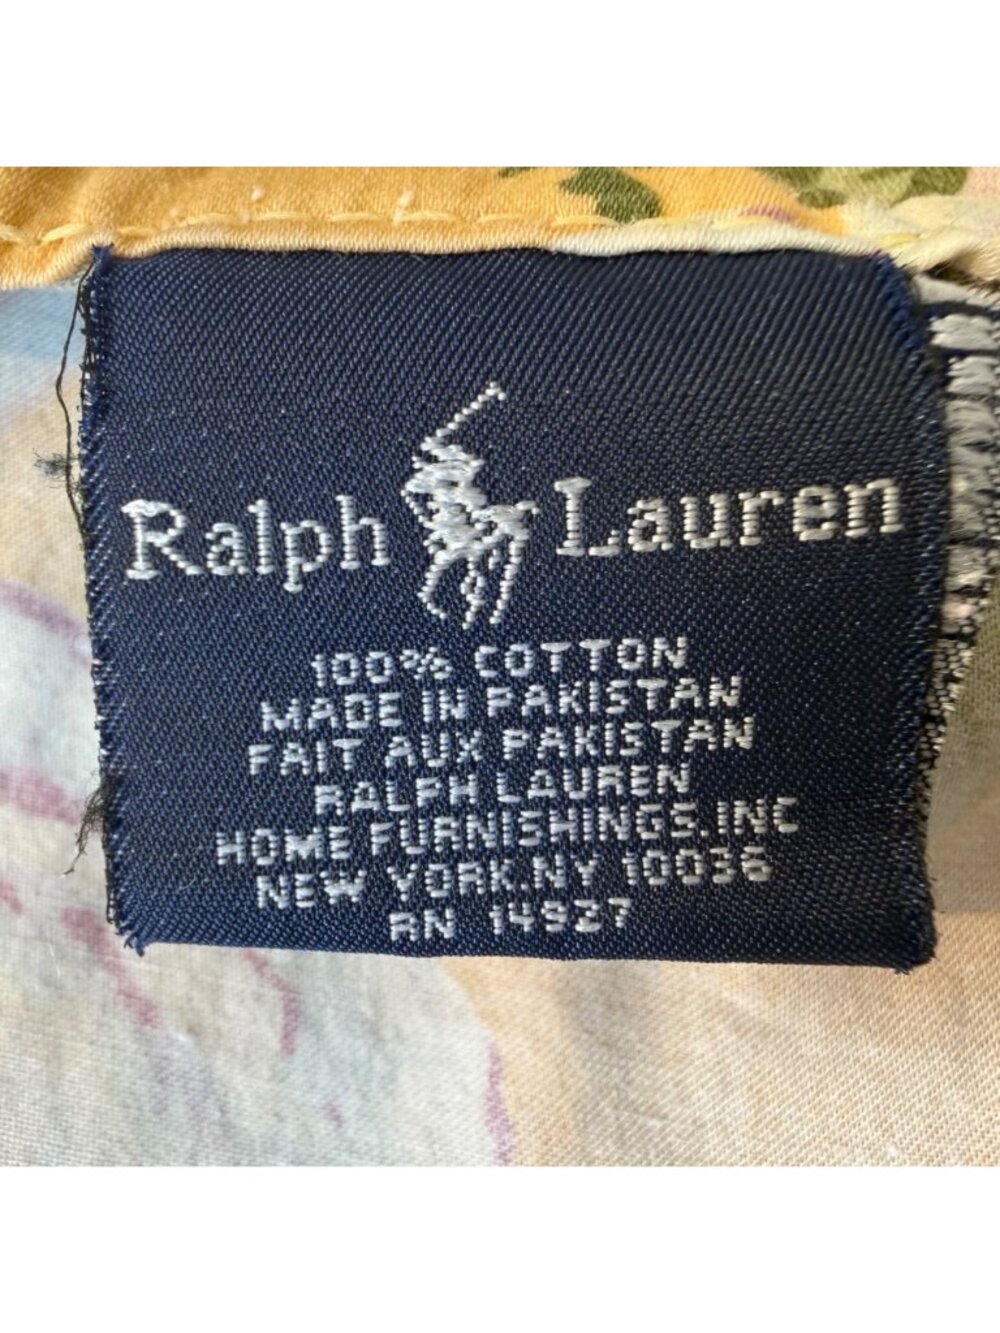 Ralph Lauren
100% COTTON
MADE IN PAKISTAN
FAIT AUX PAKISTAN
RALPH LAUREN
HOME FURNISHINGS.INC
NEW YORK.NY 10036
RN 14927